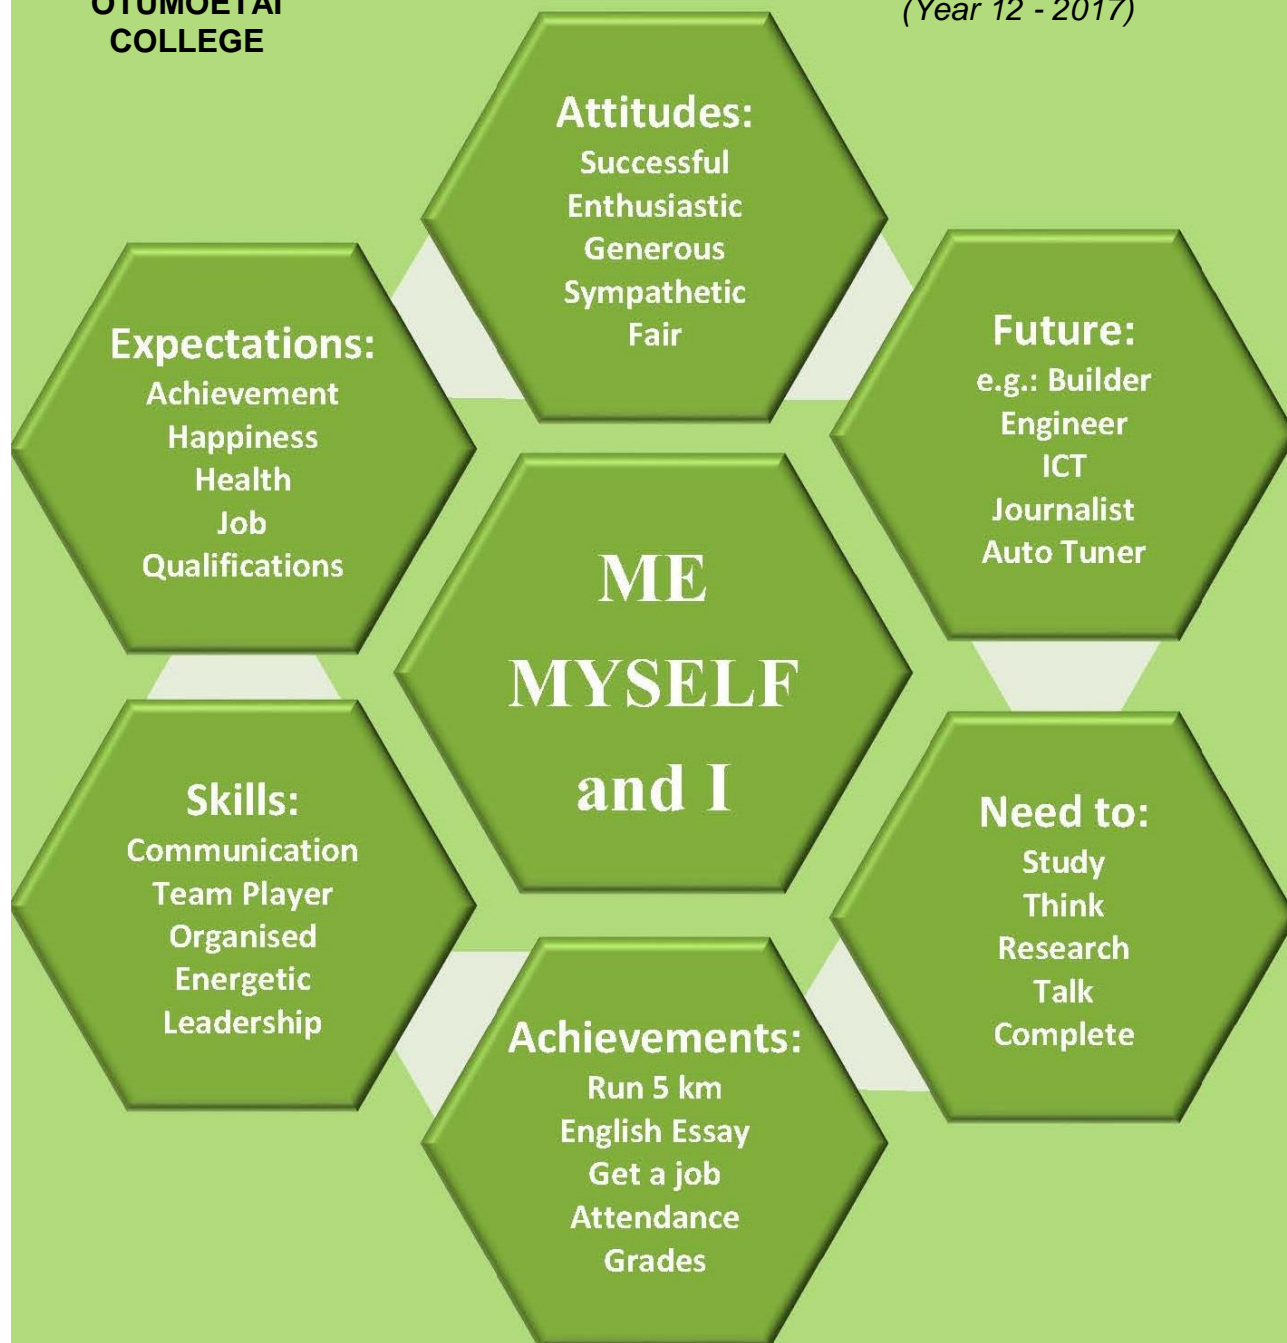 OTUMOETAI
COLLEGE
(Year 12 - 2017)
Attitudes:
Successful
Enthusiastic
Generous
Sympathetic
Fair
Expectations:
Achievement
Happiness
Health
Job
Qualifications
Future:
e.g.: Builder
Engineer
ICT
Journalist
Auto Tuner
ME
MYSELF
and I
Skills:
Communication
Team Player
Organised
Energetic
Leadership
Need to:
Study
Think
Research
Talk
Complete
Achievements:
Run 5 km
English Essay
Get a job
Attendance
Grades